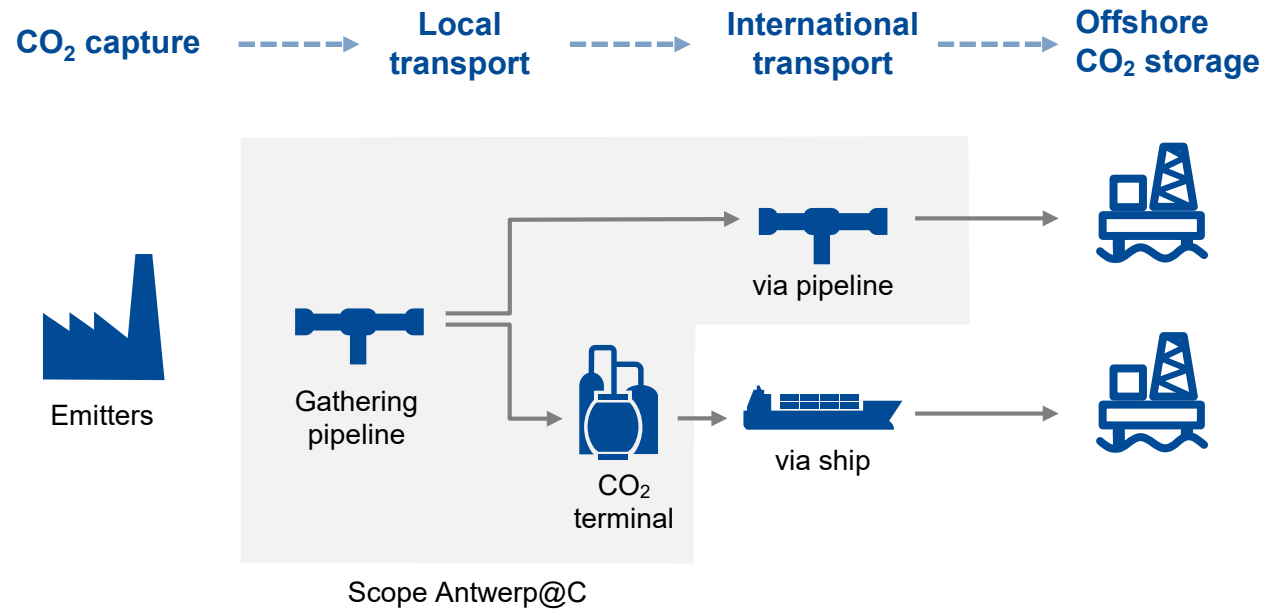 CO₂ capture
Local
transport
International
transport
Offshore
CO₂ storage
via pipeline
Emitters
Gathering
pipeline
via ship
CO₂
terminal
Scope Antwerp@C